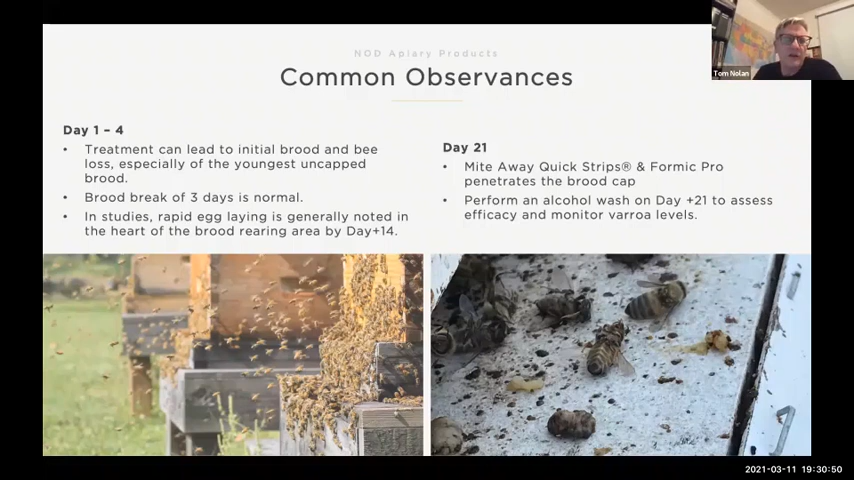 NOD Apiary Products
Common Observances
Day 1 – 4
• Treatment can lead to initial brood and bee
loss, especially of the youngest uncapped
brood.
• Brood break of 3 days is normal.
• In studies, rapid egg laying is generally noted in
the heart of the brood rearing area by Day+14.
Day 21
• Mite Away Quick Strips® & Formic Pro
penetrates the brood cap
• Perform an alcohol wash on Day +21 to assess
efficacy and monitor varroa levels.
Tom Nolan
2021-03-11 19:30:50